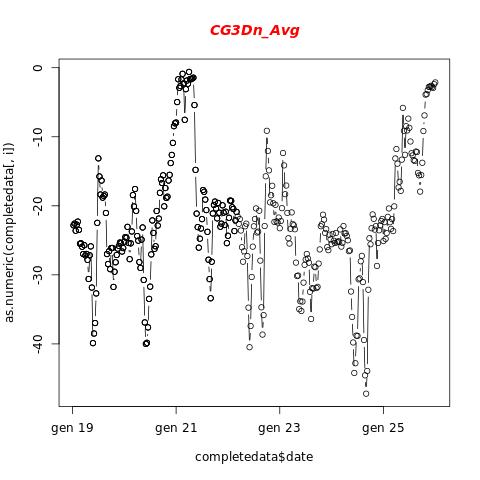 CG3Dn_Avg
0
-10
-20
-30
-40
as.numeric(completedata[, i])
gen 19
gen 21
gen 23
gen 25
completedata$date